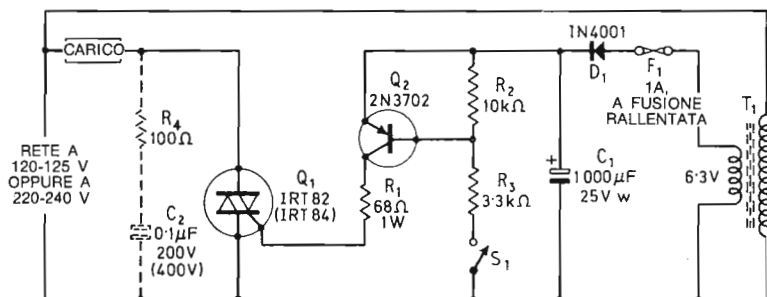 IN4001
CARICO
D₁
F₁
1A,
A FUSIONE
RALLENTATA
T₁
Q₂
2N3702
R₂
10kΩ
R₄
100Ω
RETE A
120-125 V
OPPURE A
220-240 V
Q₁
IRT82
(IRT84)
R₁
68Ω
1W
R₃
3·3kΩ
+
C₁
1000µF
25V w
6·3V
C₂
0·1µF
200V
(400V)
S₁